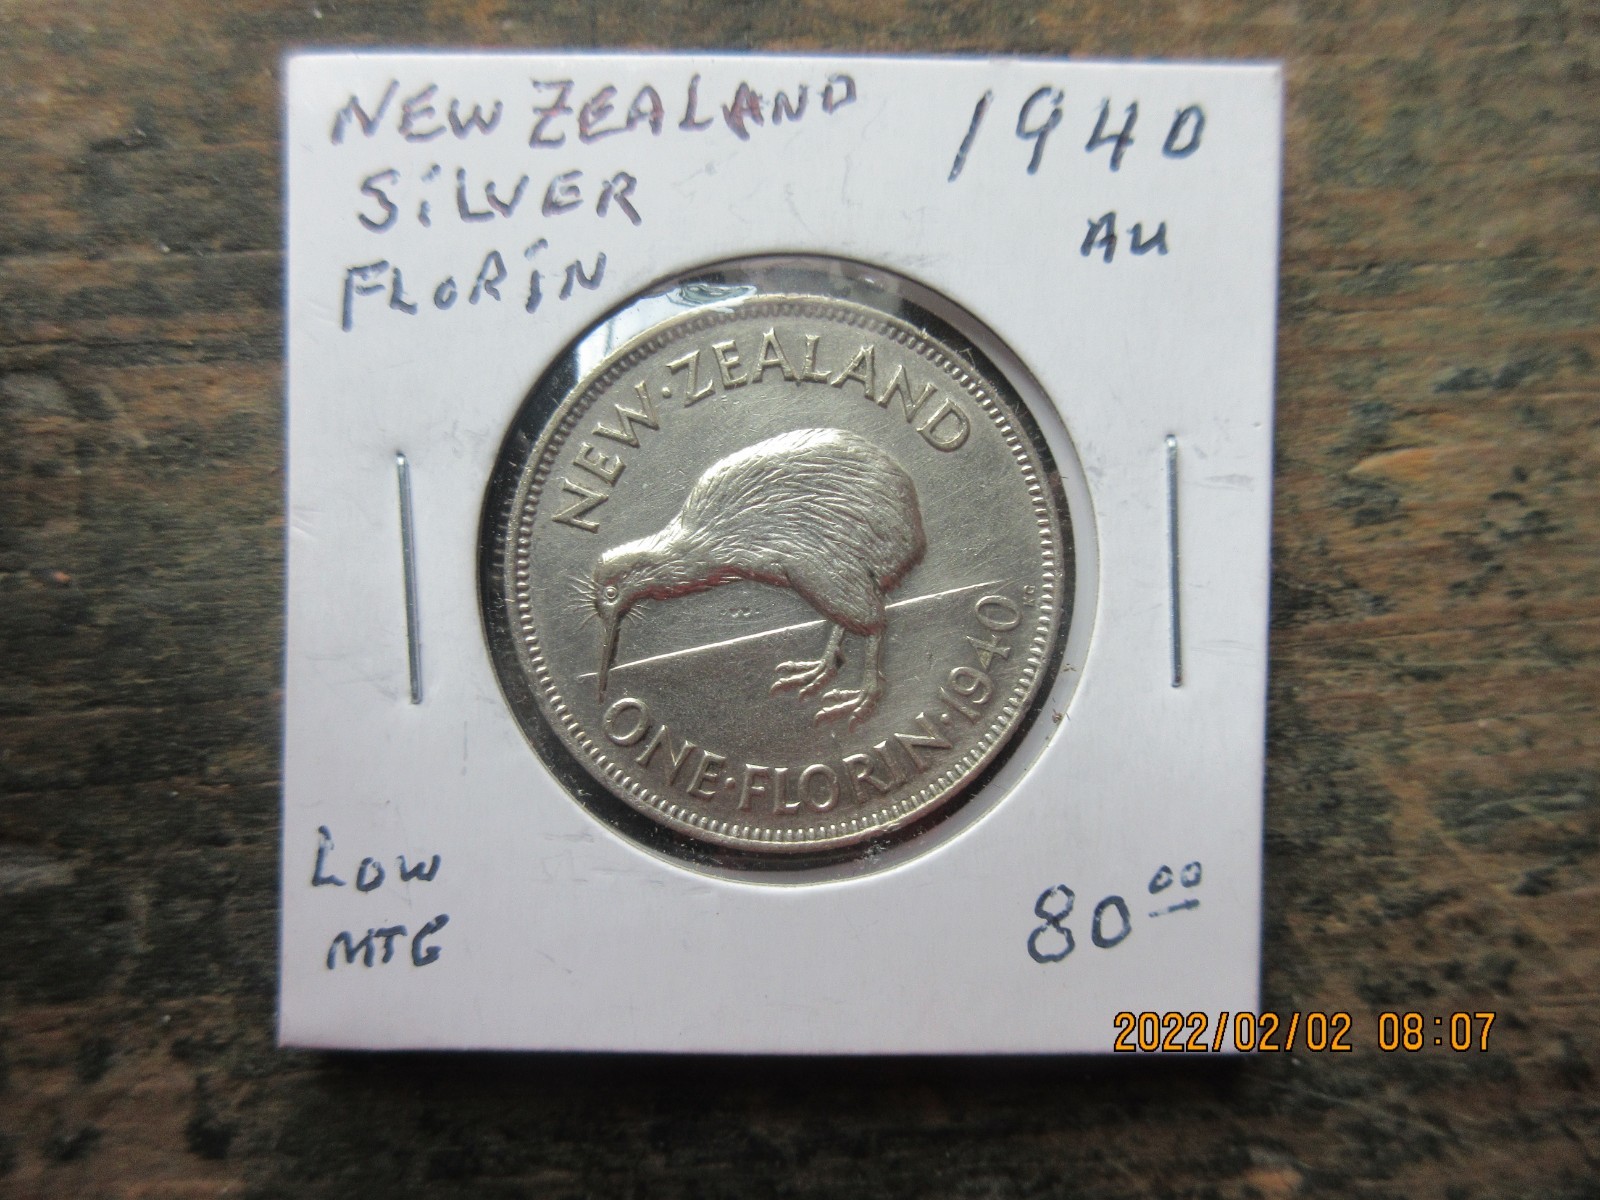 NEW ZEALAND
SiLVER
FLORiN
1940
AU
NEW·ZEALAND
KG
ONE·FLORIN·1940
LOW
MTG
80.00
2022/02/02 08:07